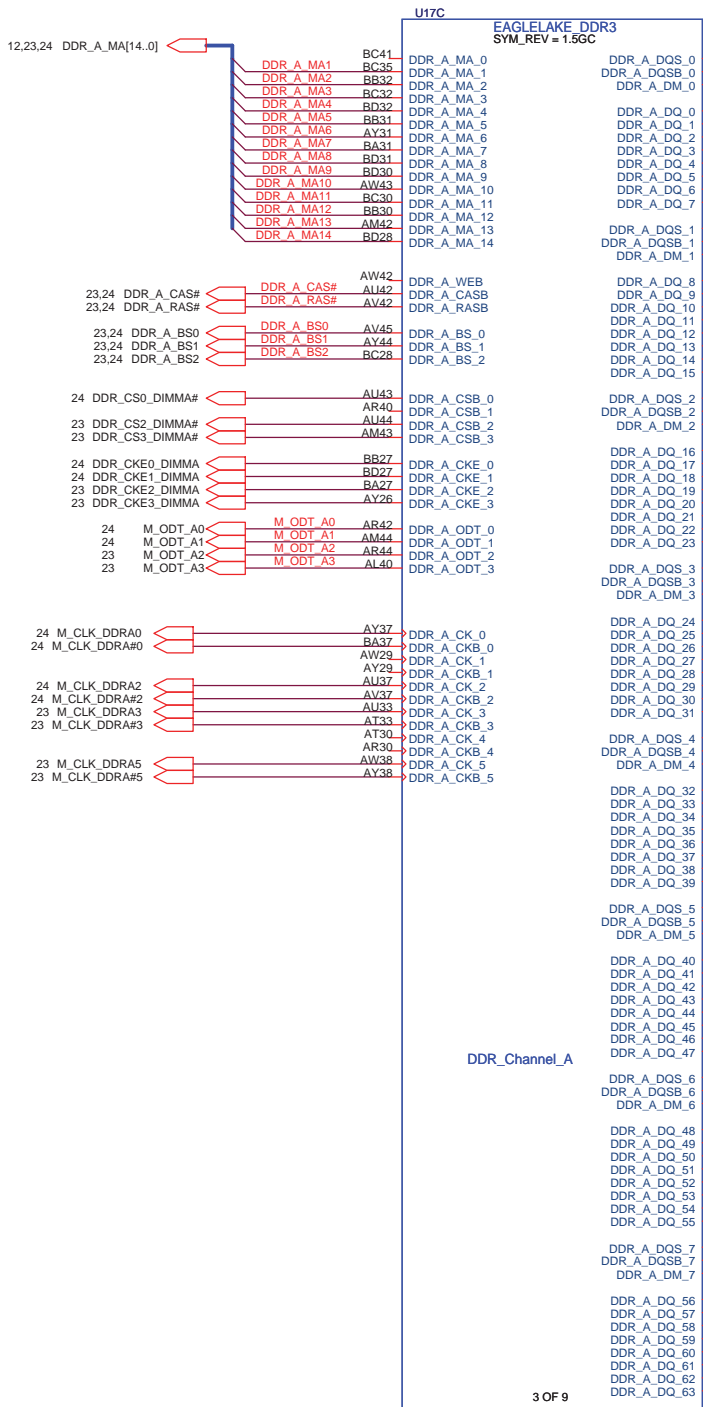 U17C
EAGLELAKE_DDR3
SYM_REV = 1.5GC
12,23,24 DDR_A_MA[14..0]
BC41 DDR_A_MA_0
DDR_A_MA1 BC35 DDR_A_MA_1
DDR_A_MA2 BB32 DDR_A_MA_2
DDR_A_MA3 BC32 DDR_A_MA_3
DDR_A_MA4 BD32 DDR_A_MA_4
DDR_A_MA5 BB31 DDR_A_MA_5
DDR_A_MA6 AY31 DDR_A_MA_6
DDR_A_MA7 BA31 DDR_A_MA_7
DDR_A_MA8 BD31 DDR_A_MA_8
DDR_A_MA9 BD30 DDR_A_MA_9
DDR_A_MA10 AW43 DDR_A_MA_10
DDR_A_MA11 BC30 DDR_A_MA_11
DDR_A_MA12 BB30 DDR_A_MA_12
DDR_A_MA13 AM42 DDR_A_MA_13
DDR_A_MA14 BD28 DDR_A_MA_14
AW42 DDR_A_WEB
23,24 DDR_A_CAS# DDR_A_CAS# AU42 DDR_A_CASB
23,24 DDR_A_RAS# DDR_A_RAS# AV42 DDR_A_RASB
23,24 DDR_A_BS0 DDR_A_BS0 AV45 DDR_A_BS_0
23,24 DDR_A_BS1 DDR_A_BS1 AY44 DDR_A_BS_1
23,24 DDR_A_BS2 DDR_A_BS2 BC28 DDR_A_BS_2
24 DDR_CS0_DIMMA# AU43 DDR_A_CSB_0
AR40 DDR_A_CSB_1
23 DDR_CS2_DIMMA# AU44 DDR_A_CSB_2
23 DDR_CS3_DIMMA# AM43 DDR_A_CSB_3
24 DDR_CKE0_DIMMA BB27 DDR_A_CKE_0
24 DDR_CKE1_DIMMA BD27 DDR_A_CKE_1
23 DDR_CKE2_DIMMA BA27 DDR_A_CKE_2
23 DDR_CKE3_DIMMA AY26 DDR_A_CKE_3
24 M_ODT_A0 M_ODT_A0 AR42 DDR_A_ODT_0
24 M_ODT_A1 M_ODT_A1 AM44 DDR_A_ODT_1
23 M_ODT_A2 M_ODT_A2 AR44 DDR_A_ODT_2
23 M_ODT_A3 M_ODT_A3 AL40 DDR_A_ODT_3
24 M_CLK_DDRA0 AY37 DDR_A_CK_0
24 M_CLK_DDRA#0 BA37 DDR_A_CKB_0
AW29 DDR_A_CK_1
AY29 DDR_A_CKB_1
24 M_CLK_DDRA2 AU37 DDR_A_CK_2
24 M_CLK_DDRA#2 AV37 DDR_A_CKB_2
23 M_CLK_DDRA3 AU33 DDR_A_CK_3
23 M_CLK_DDRA#3 AT33 DDR_A_CKB_3
AT30 DDR_A_CK_4
AR30 DDR_A_CKB_4
23 M_CLK_DDRA5 AW38 DDR_A_CK_5
23 M_CLK_DDRA#5 AY38 DDR_A_CKB_5
DDR_A_DQS_0
DDR_A_DQSB_0
DDR_A_DM_0
DDR_A_DQ_0
DDR_A_DQ_1
DDR_A_DQ_2
DDR_A_DQ_3
DDR_A_DQ_4
DDR_A_DQ_5
DDR_A_DQ_6
DDR_A_DQ_7
DDR_A_DQS_1
DDR_A_DQSB_1
DDR_A_DM_1
DDR_A_DQ_8
DDR_A_DQ_9
DDR_A_DQ_10
DDR_A_DQ_11
DDR_A_DQ_12
DDR_A_DQ_13
DDR_A_DQ_14
DDR_A_DQ_15
DDR_A_DQS_2
DDR_A_DQSB_2
DDR_A_DM_2
DDR_A_DQ_16
DDR_A_DQ_17
DDR_A_DQ_18
DDR_A_DQ_19
DDR_A_DQ_20
DDR_A_DQ_21
DDR_A_DQ_22
DDR_A_DQ_23
DDR_A_DQS_3
DDR_A_DQSB_3
DDR_A_DM_3
DDR_A_DQ_24
DDR_A_DQ_25
DDR_A_DQ_26
DDR_A_DQ_27
DDR_A_DQ_28
DDR_A_DQ_29
DDR_A_DQ_30
DDR_A_DQ_31
DDR_A_DQS_4
DDR_A_DQSB_4
DDR_A_DM_4
DDR_A_DQ_32
DDR_A_DQ_33
DDR_A_DQ_34
DDR_A_DQ_35
DDR_A_DQ_36
DDR_A_DQ_37
DDR_A_DQ_38
DDR_A_DQ_39
DDR_A_DQS_5
DDR_A_DQSB_5
DDR_A_DM_5
DDR_A_DQ_40
DDR_A_DQ_41
DDR_A_DQ_42
DDR_A_DQ_43
DDR_A_DQ_44
DDR_A_DQ_45
DDR_A_DQ_46
DDR_A_DQ_47
DDR_Channel_A
DDR_A_DQS_6
DDR_A_DQSB_6
DDR_A_DM_6
DDR_A_DQ_48
DDR_A_DQ_49
DDR_A_DQ_50
DDR_A_DQ_51
DDR_A_DQ_52
DDR_A_DQ_53
DDR_A_DQ_54
DDR_A_DQ_55
DDR_A_DQS_7
DDR_A_DQSB_7
DDR_A_DM_7
DDR_A_DQ_56
DDR_A_DQ_57
DDR_A_DQ_58
DDR_A_DQ_59
DDR_A_DQ_60
DDR_A_DQ_61
DDR_A_DQ_62
DDR_A_DQ_63
3 OF 9